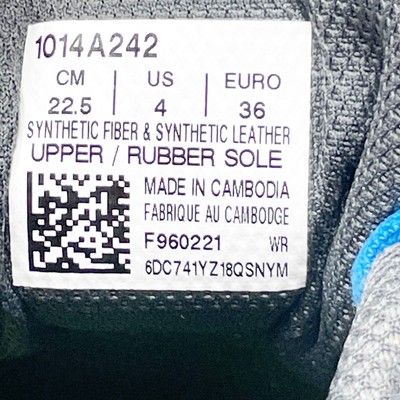 1014A242
CM | US | EURO
22.5 | 4 | 36
SYNTHETIC FIBER & SYNTHETIC LEATHER
UPPER / RUBBER SOLE
MADE IN CAMBODIA
FABRIQUE AU CAMBODGE
F960221 WR
6DC741YZ18QSNYM